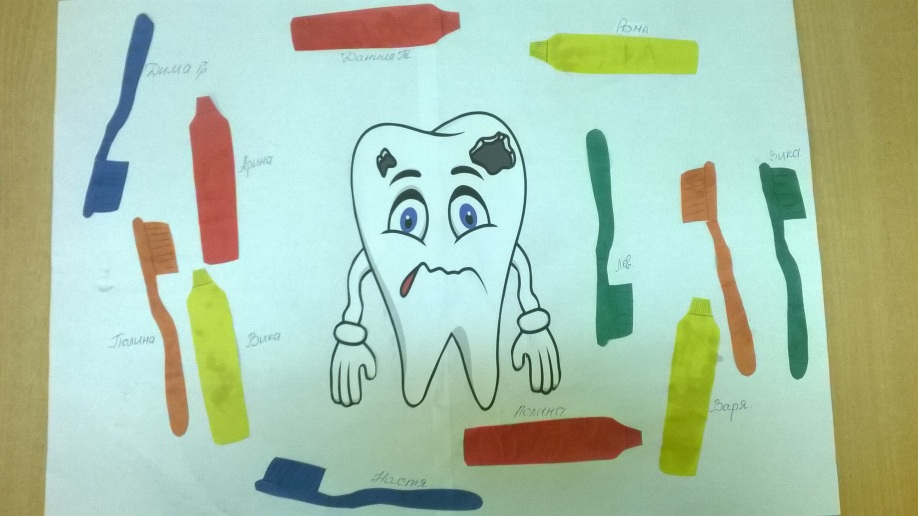 Рома
Дима Гр
Арина
Вика
Лев
Полина
Вика
Варя
Полина
Настя